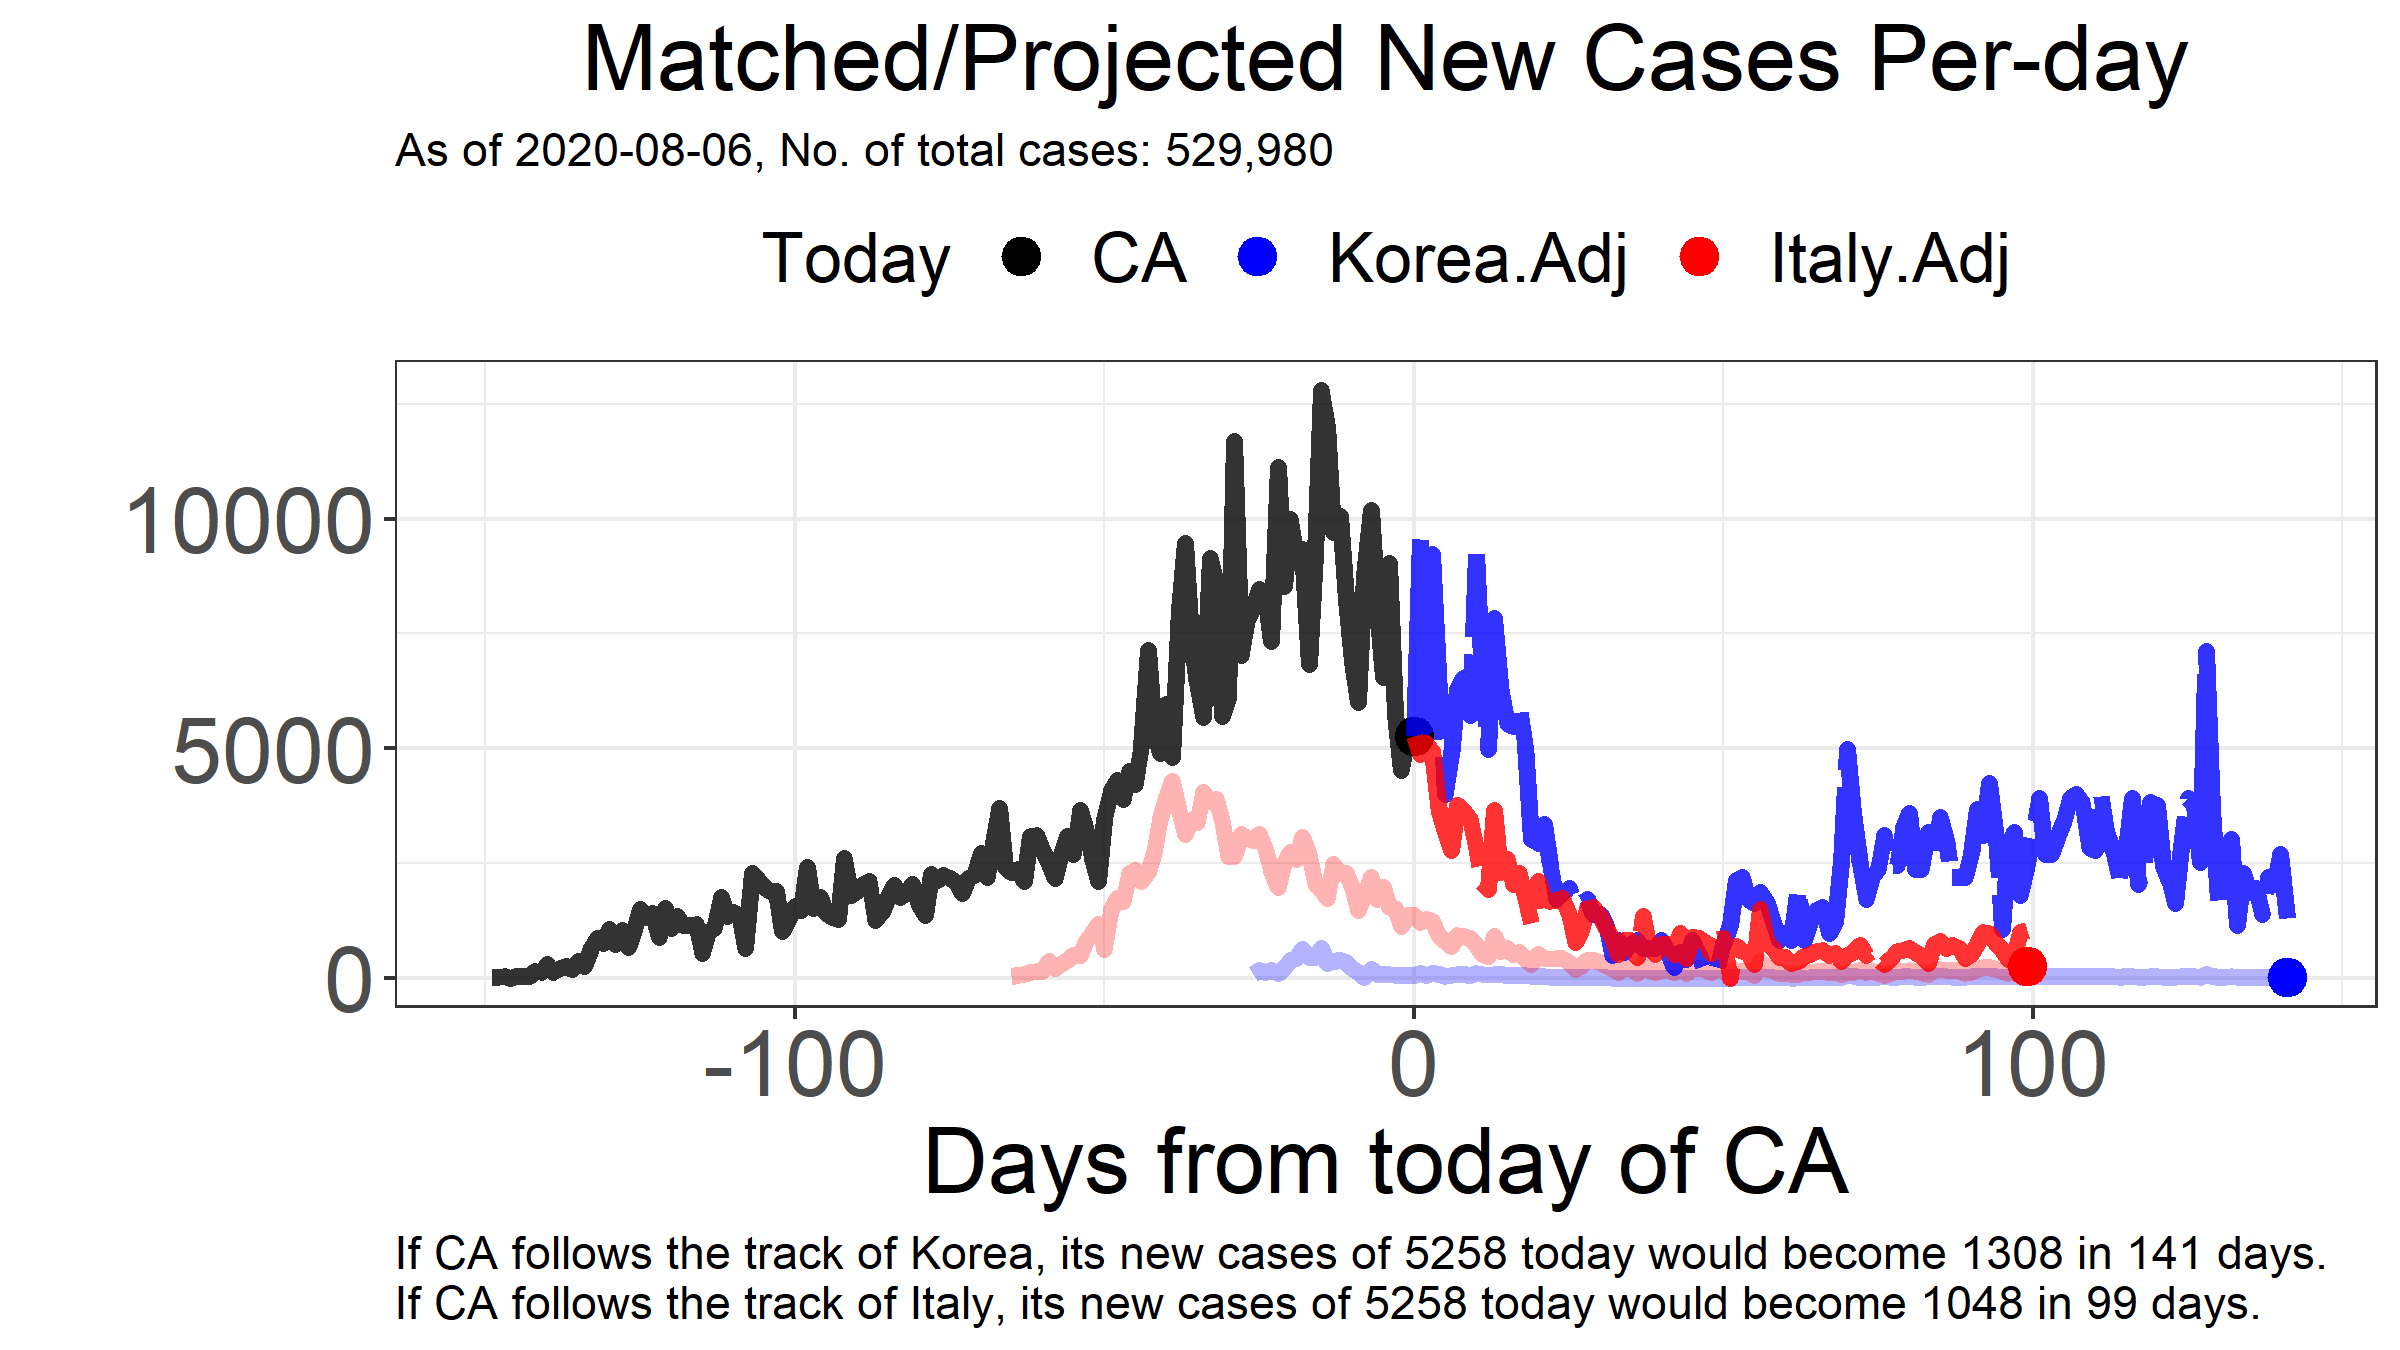 Matched/Projected New Cases Per-day
As of 2020-08-06, No. of total cases: 529,980
Today CA Korea.Adj Italy.Adj
10000
5000
0
-100 0 100
Days from today of CA
If CA follows the track of Korea, its new cases of 5258 today would become 1308 in 141 days.
If CA follows the track of Italy, its new cases of 5258 today would become 1048 in 99 days.